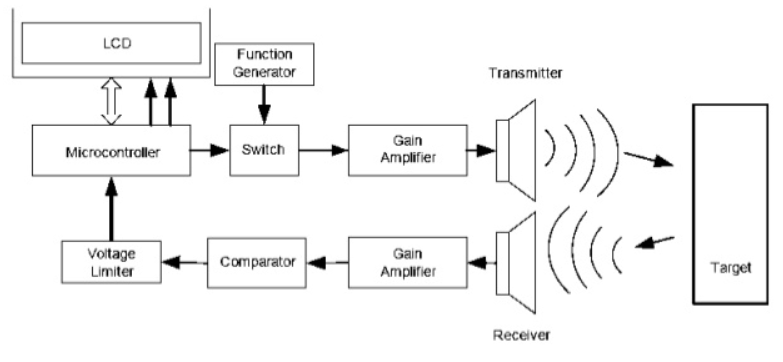 LCD
Function
Generator
Transmitter
Microcontroller
Switch
Gain
Amplifier
Target
Voltage
Limiter
Comparator
Gain
Amplifier
Receiver